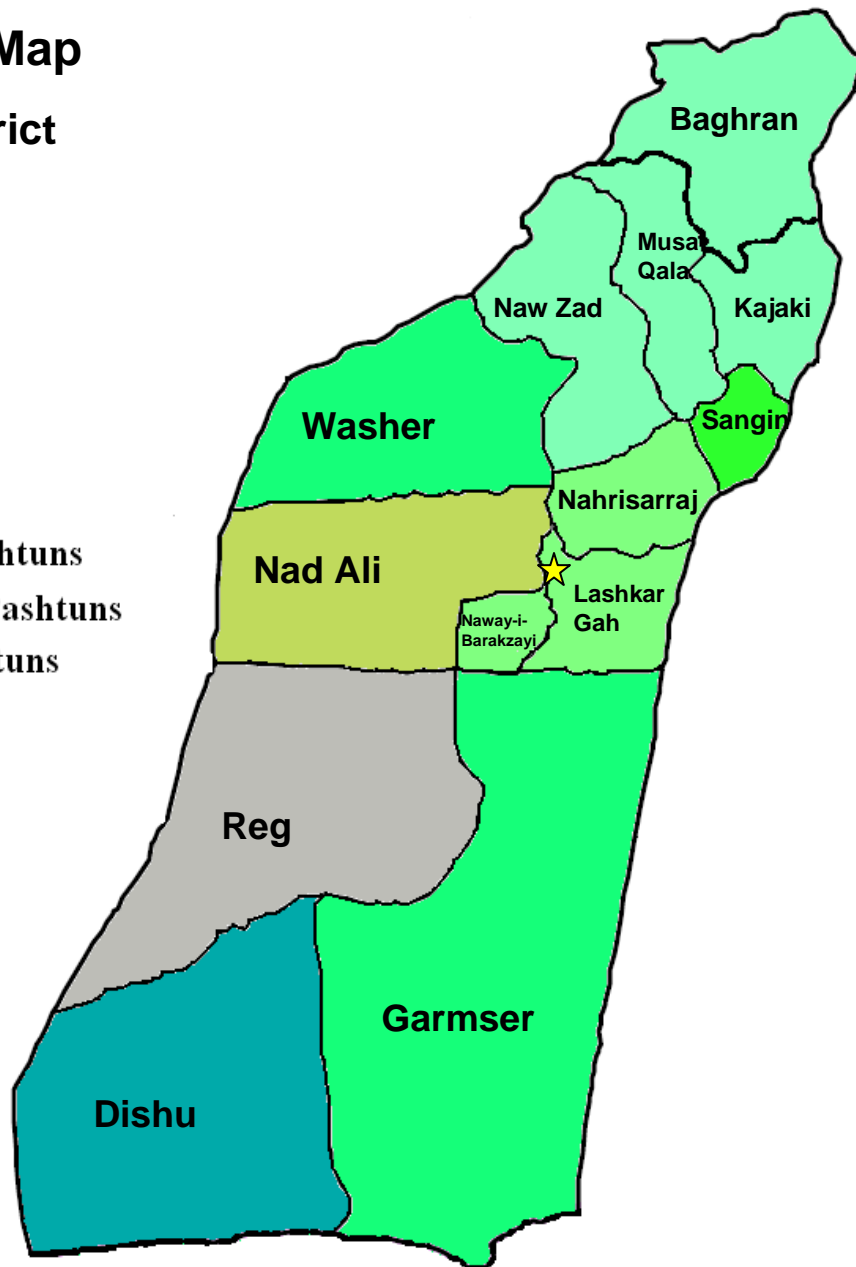 Map
rict
Baghran
Musa
Qala
Naw Zad
Kajaki
Washer
Sangin
Nahrisarraj
htuns
Nad Ali
ashtuns
Lashkar
Gah
Naway-i-
Barakzayi
tuns
Reg
Garmser
Dishu